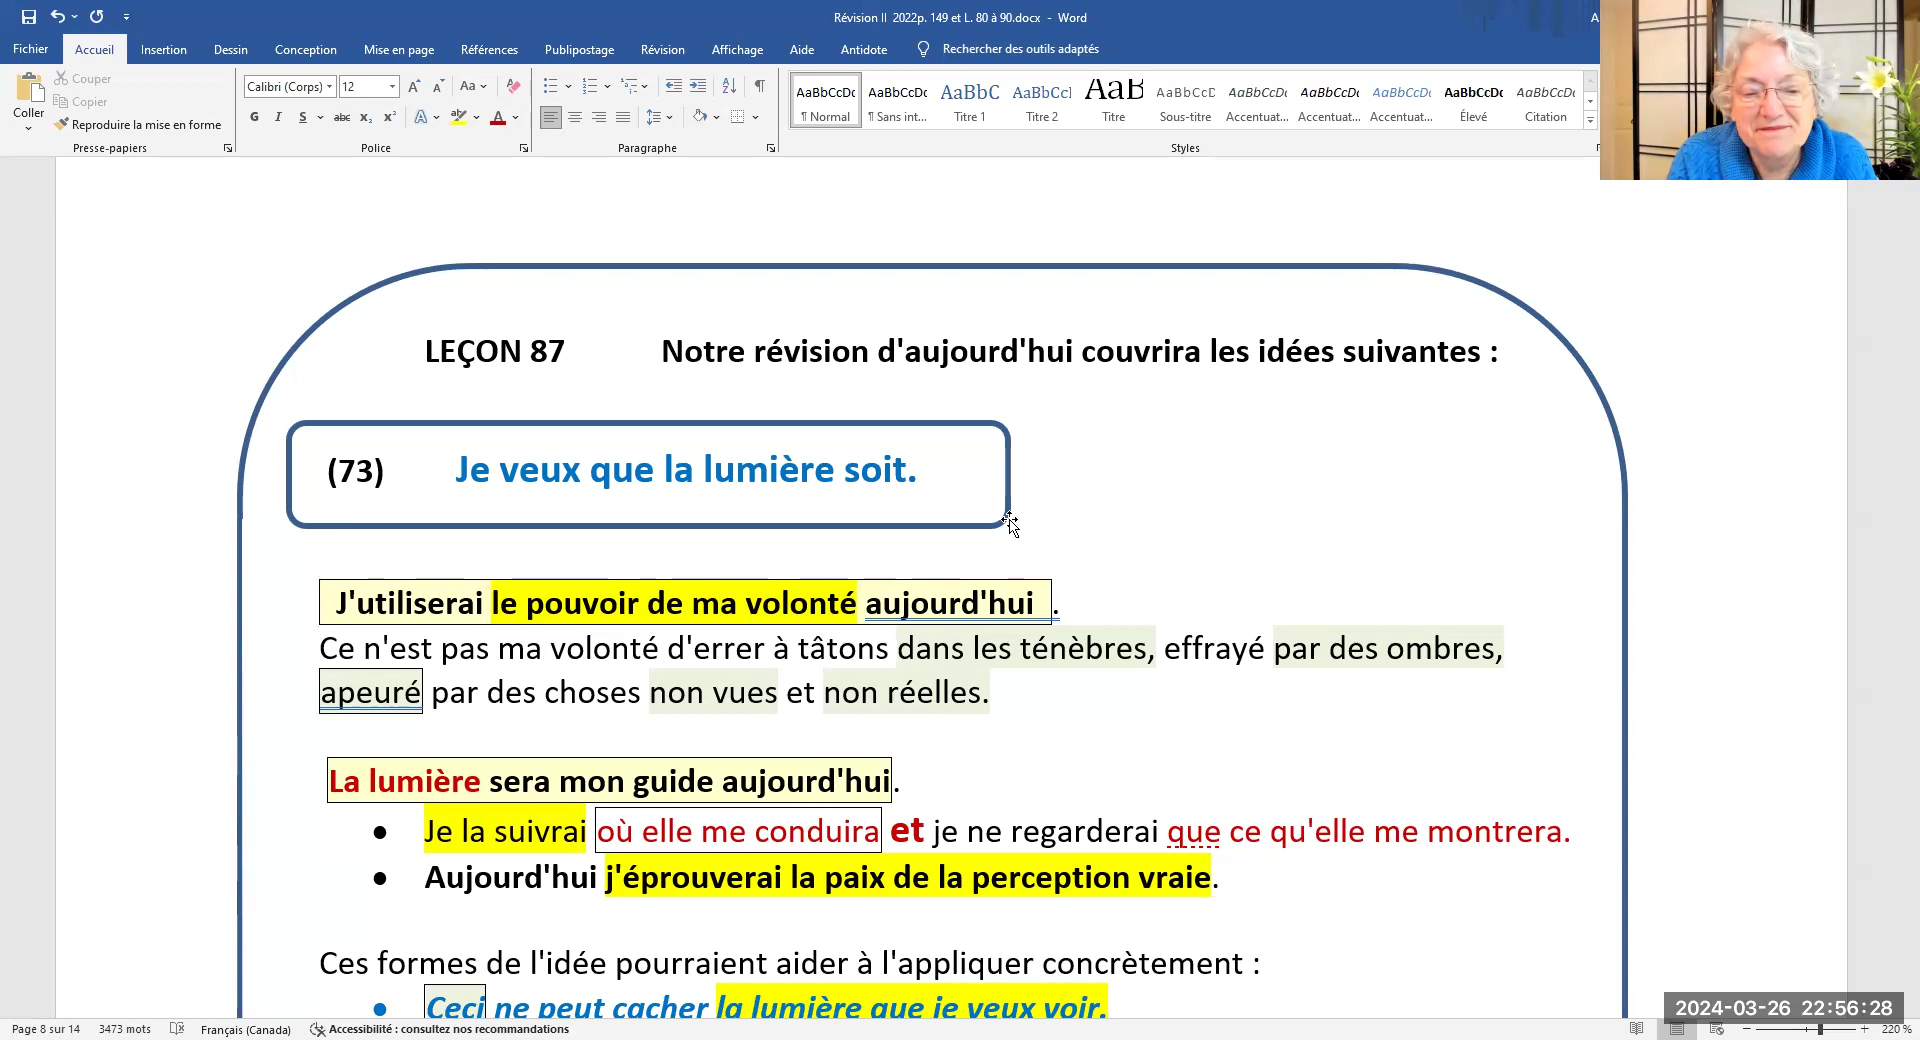 Révision II 2022p. 149 et L. 80 à 90.docx - Word
A
Fichier Accueil Insertion Dessin Conception Mise en page Références Publipostage Révision Affichage Aide Antidote Rechercher des outils adaptés
Coller
Couper
Copier
Reproduire la mise en forme
Presse-papiers
Calibri (Corps) 12 Aa
G I S abc x₂ x² A ab A
Police
Paragraphe
AaBbCcDc AaBbCcDc AaBbC AaBbCcI AaB AaBbCcD AaBbCcDc AaBbCcDc AaBbCcDc AaBbCcDc AaBbCcDc
¶ Normal ¶ Sans int... Titre 1 Titre 2 Titre Sous-titre Accentuat... Accentuat... Accentuat... Élevé Citation
Styles
LEÇON 87 Notre révision d'aujourd'hui couvrira les idées suivantes :
(73) Je veux que la lumière soit.
J'utiliserai le pouvoir de ma volonté aujourd'hui .
Ce n'est pas ma volonté d'errer à tâtons dans les ténèbres, effrayé par des ombres,
apeuré par des choses non vues et non réelles.
La lumière sera mon guide aujourd'hui.
• Je la suivrai où elle me conduira et je ne regarderai que ce qu'elle me montrera.
• Aujourd'hui j'éprouverai la paix de la perception vraie.
Ces formes de l'idée pourraient aider à l'appliquer concrètement :
• Ceci ne peut cacher la lumière que je veux voir.
2024-03-26 22:56:28
Page 8 sur 14 3473 mots Français (Canada) Accessibilité : consultez nos recommandations 220 %